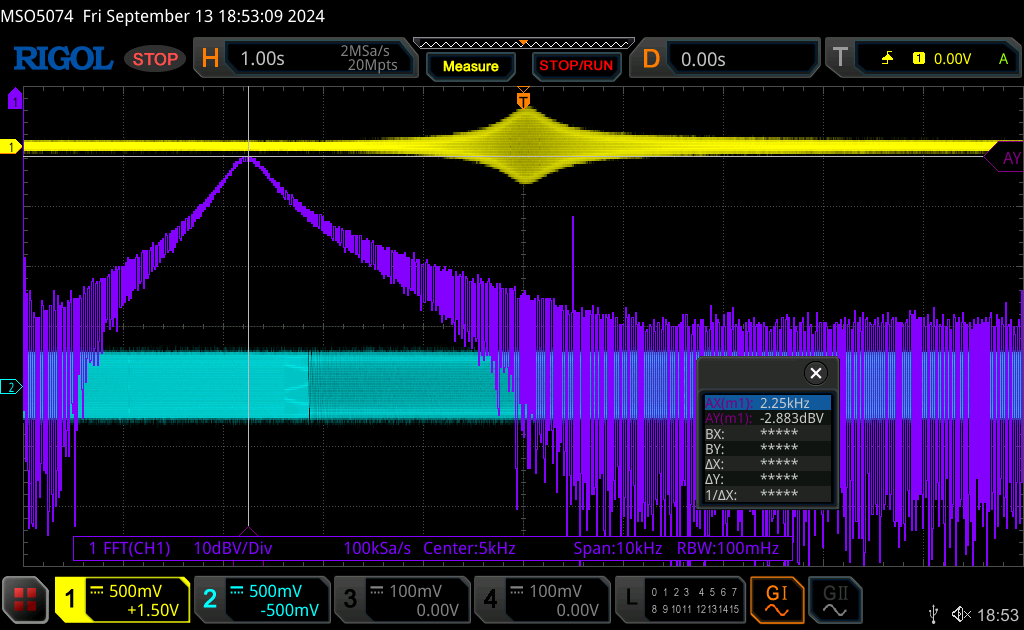 MSO5074 Fri September 13 18:53:09 2024
RIGOL STOP H 1.00s 2MSa/s 20Mpts Measure STOP/RUN D 0.00s T 1 0.00V A
T
1
1
AY
2
AX(m1): 2.25kHz
AY(m1): -2.883dBV
BX: *****
BY: *****
ΔX: *****
ΔY: *****
1/ΔX: *****
1 FFT(CH1) 10dBV/Div 100kSa/s Center:5kHz Span:10kHz RBW:100mHz
1 500mV +1.50V
2 500mV -500mV
3 100mV 0.00V
4 100mV 0.00V
L 0 1 2 3 4 5 6 7
8 9 10 11 12 13 14 15
GI
GII
18:53